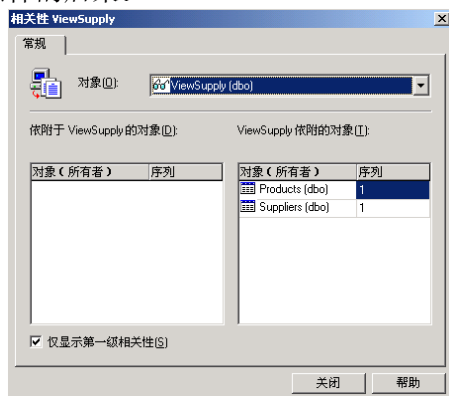 相关性 ViewSupply
常规
对象(O): ViewSupply (dbo)
依附于 ViewSupply 的对象(D): ViewSupply 依附的对象(T):
对象（所有者） 序列 对象（所有者） 序列
Products (dbo) 1
Suppliers (dbo) 1
仅显示第一级相关性(S)
关闭 帮助